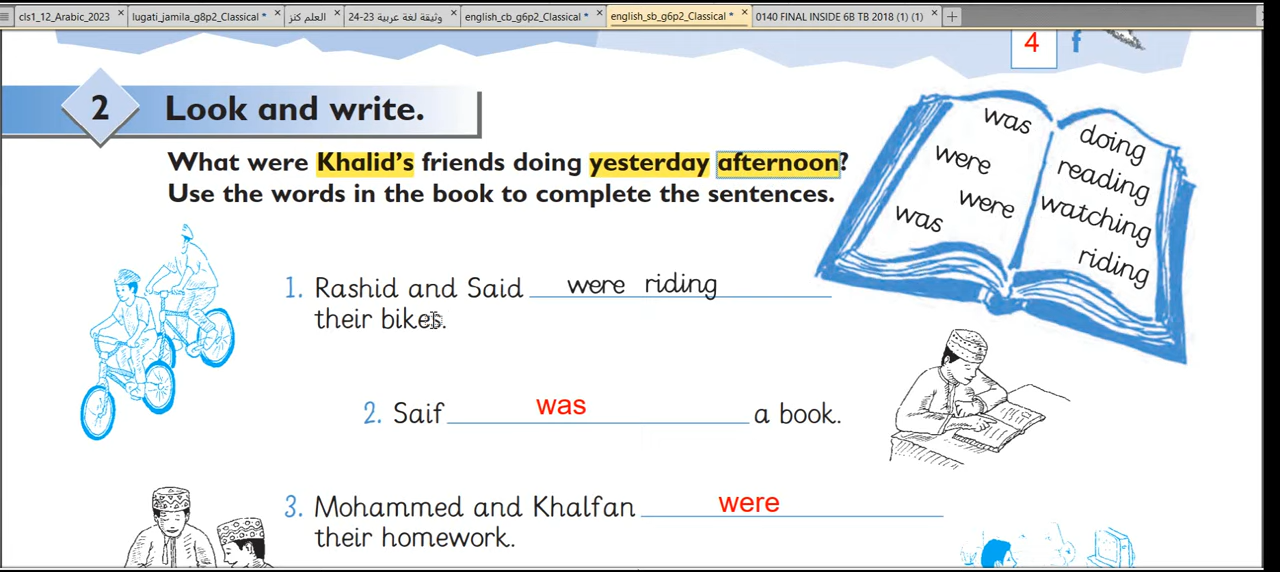 cls1_12_Arabic_2023
lugati_jamila_g8p2_Classical *
العلم كنز
وثيقة لغة عربية 23-24
english_cb_g6p2_Classical *
english_sb_g6p2_Classical *
0140 FINAL INSIDE 6B TB 2018 (1) (1)
4
2 Look and write.
What were Khalid's friends doing yesterday afternoon?
Use the words in the book to complete the sentences.
was
were
were
was
doing
reading
watching
riding
1. Rashid and Said were riding
their bikes.
2. Saif was a book.
3. Mohammed and Khalfan were
their homework.